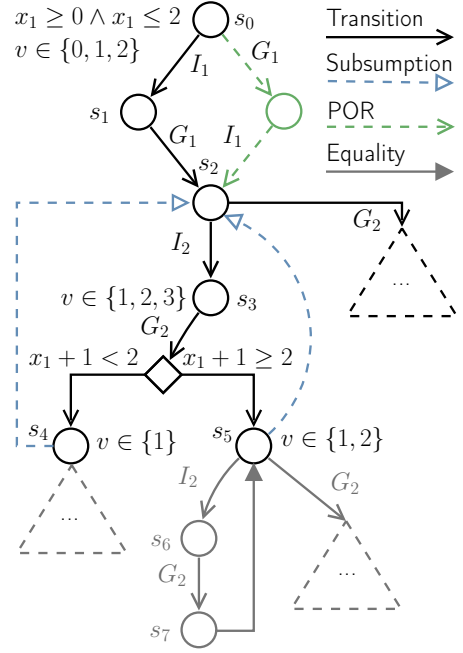 x₁ ≥ 0 ∧ x₁ ≤ 2
s₀
v ∈ {0, 1, 2}
Transition
Subsumption
POR
Equality
I₁
G₁
s₁
G₁
I₁
s₂
G₂
I₂
...
v ∈ {1, 2, 3}
s₃
G₂
x₁ + 1 < 2
x₁ + 1 ≥ 2
s₄
v ∈ {1}
s₅
v ∈ {1, 2}
...
I₂
G₂
s₆
G₂
...
s₇